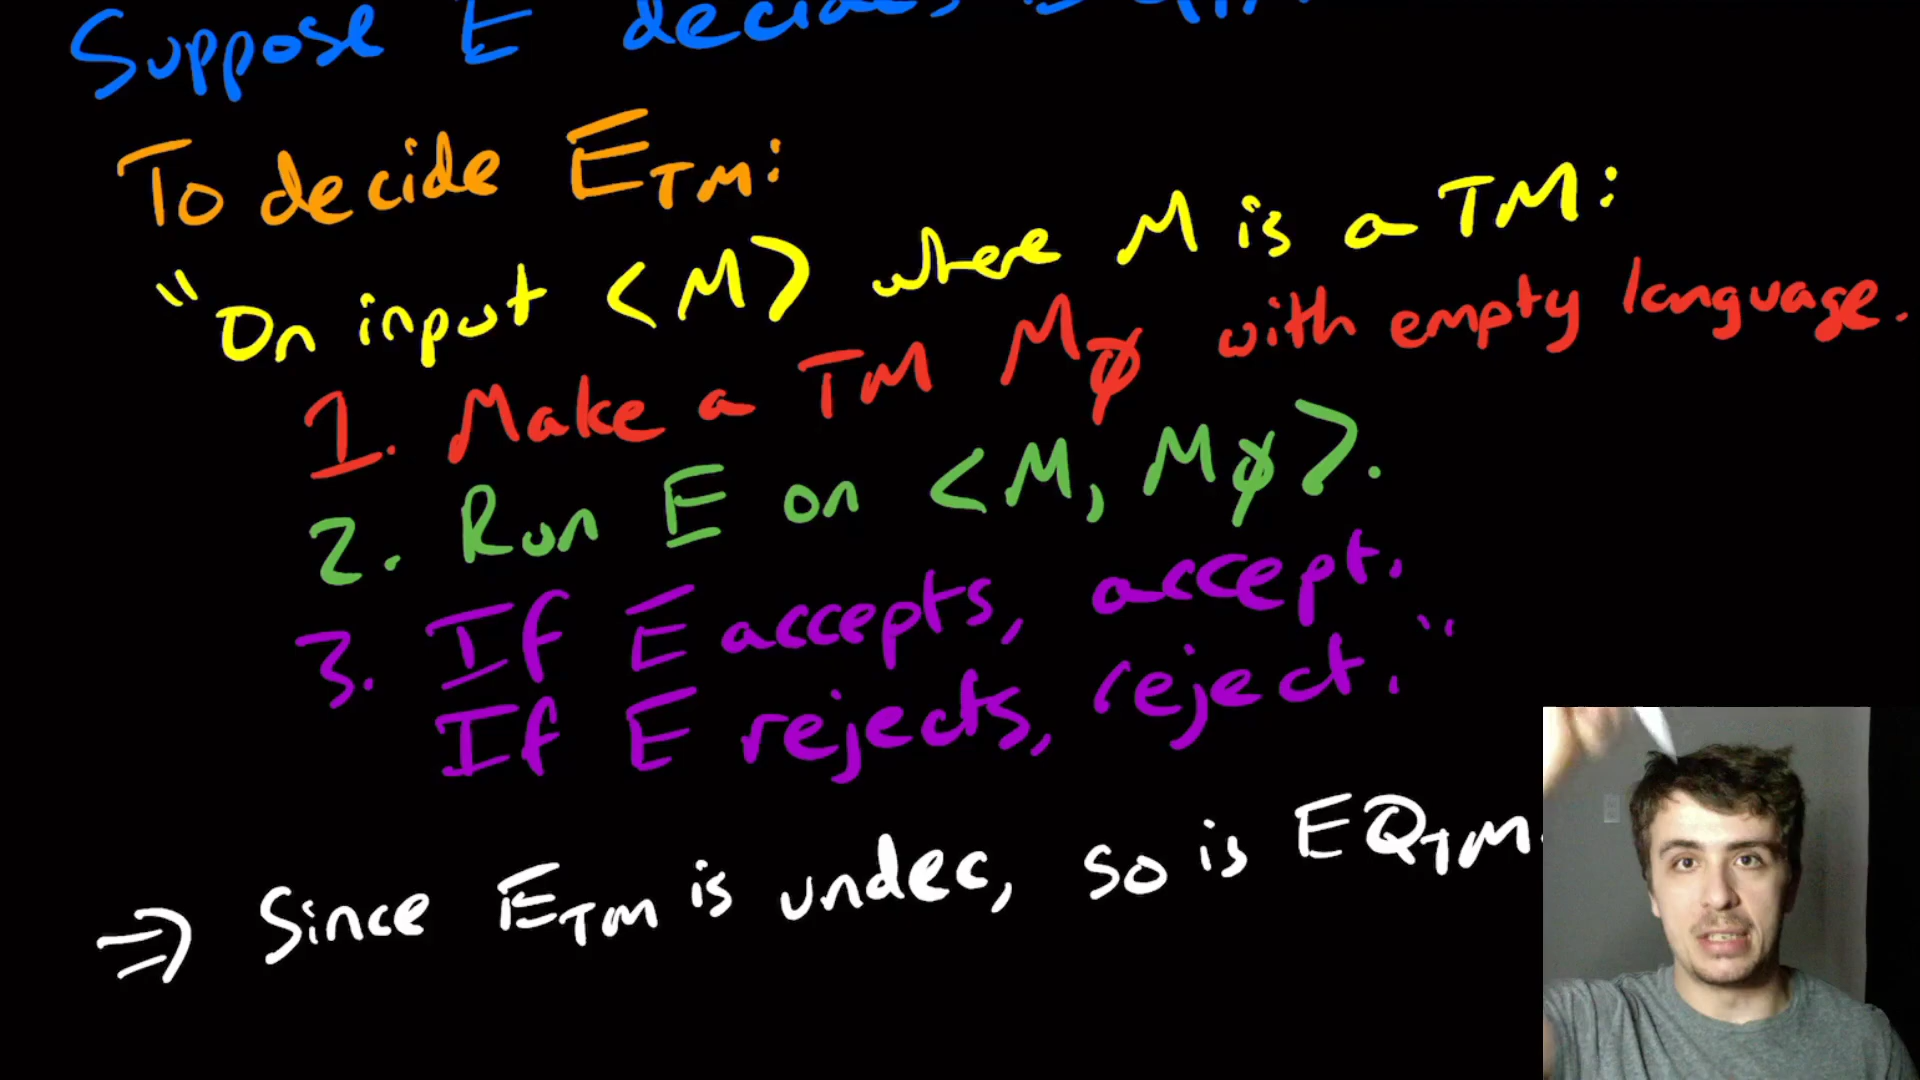 Suppose E decides EQTM
To decide E_TM:
"On input <M> where M is a TM:
1. Make a TM M_∅ with empty language.
2. Run E on <M, M_∅>.
3. If E accepts, accept.
If E rejects, reject."
⇒ Since E_TM is undec, so is EQ_TM.